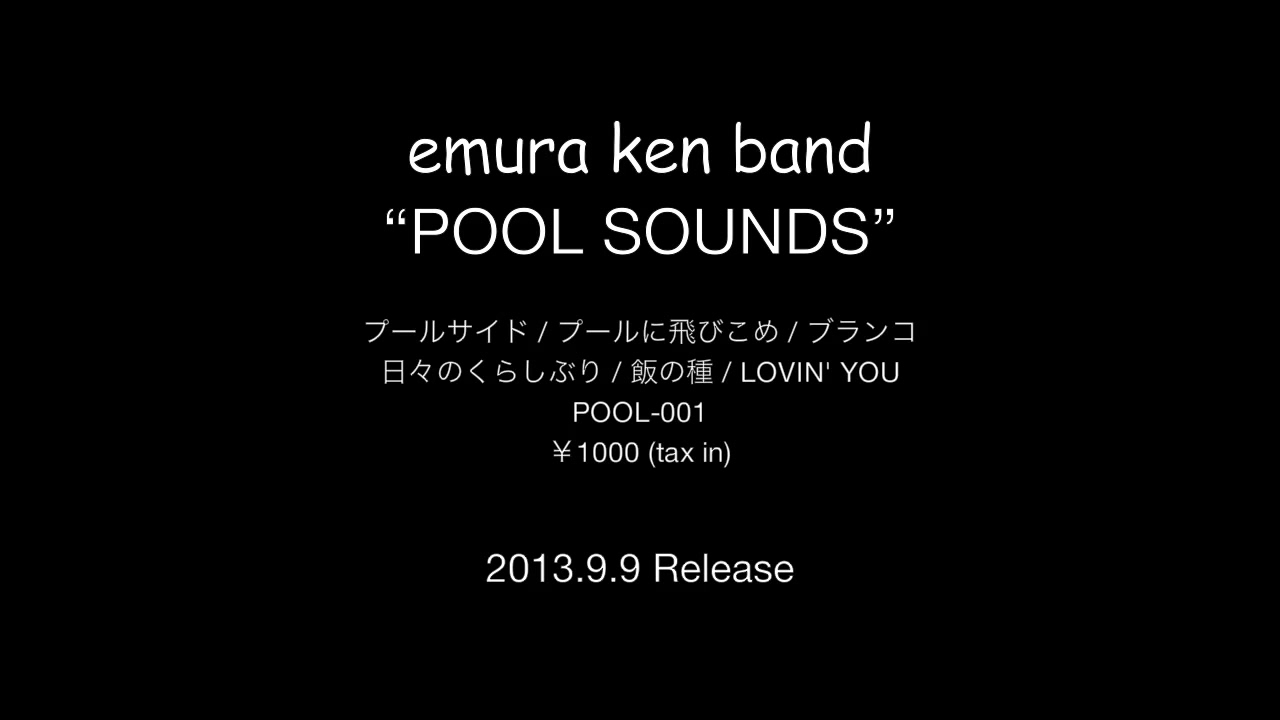 emura ken band
“POOL SOUNDS”
プールサイド / プールに飛びこめ / ブランコ
日々のくらしぶり / 飯の種 / LOVIN' YOU
POOL-001
￥1000 (tax in)
2013.9.9 Release